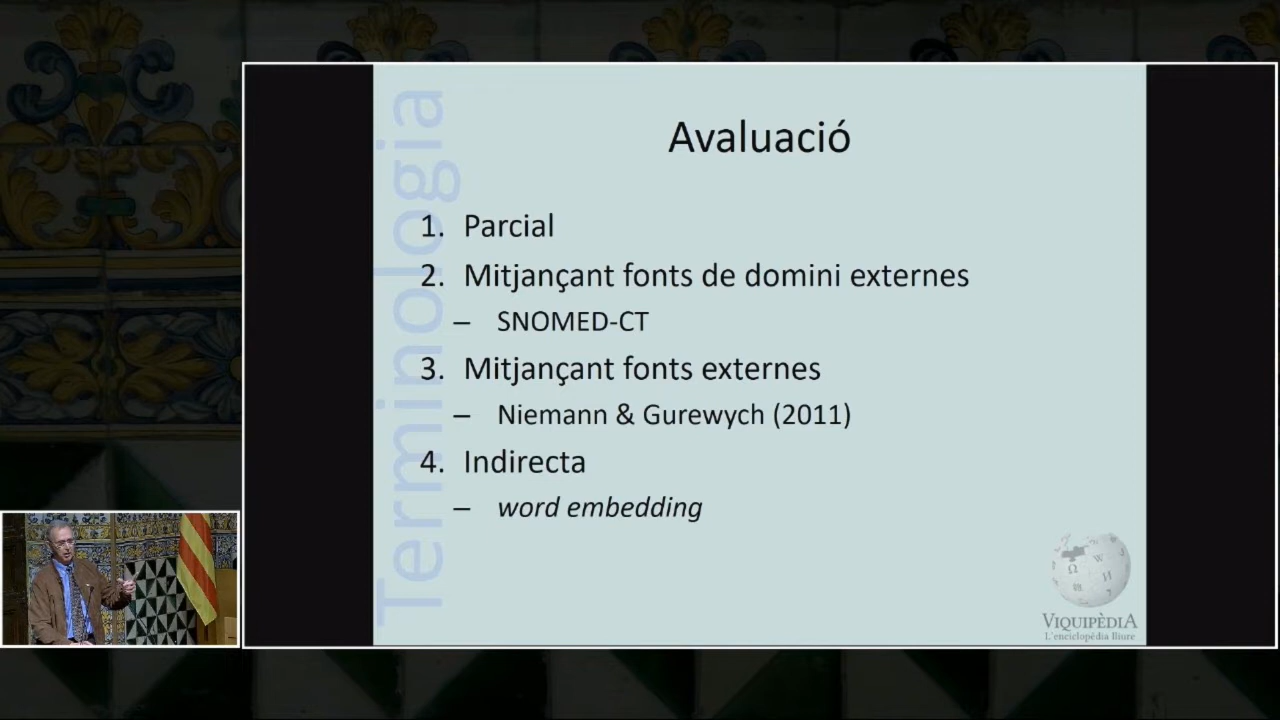 Terminologia
Avaluació
1. Parcial
2. Mitjançant fonts de domini externes
– SNOMED-CT
3. Mitjançant fonts externes
– Niemann & Gurewych (2011)
4. Indirecta
– word embedding
Ω W И
VIQUIPÈDIA
L'enciclopèdia lliure